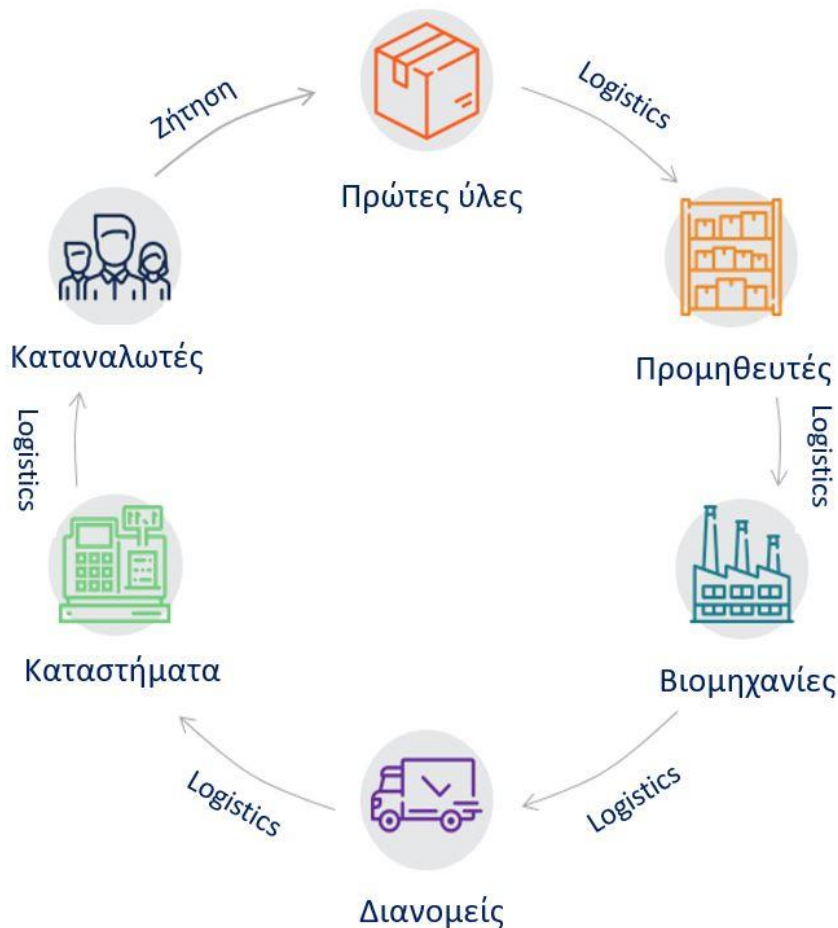 Πρώτες ύλες
Logistics
Προμηθευτές
Logistics
Βιομηχανίες
Logistics
Διανομείς
Logistics
Καταστήματα
Logistics
Καταναλωτές
Ζήτηση